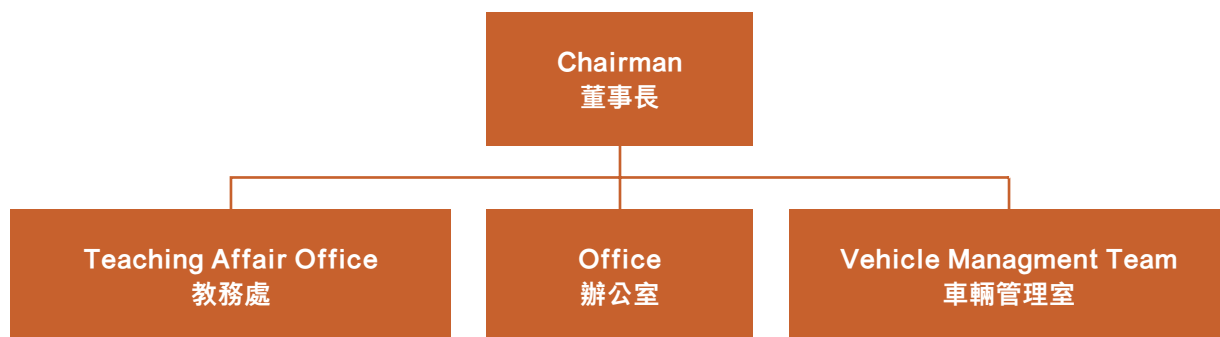 Chairman
董事長
Teaching Affair Office
教務處
Office
辦公室
Vehicle Managment Team
車輛管理室